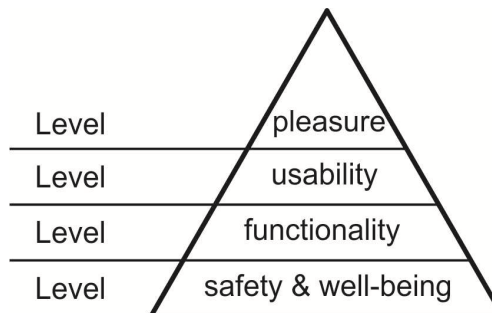 Level pleasure
Level usability
Level functionality
Level safety & well-being